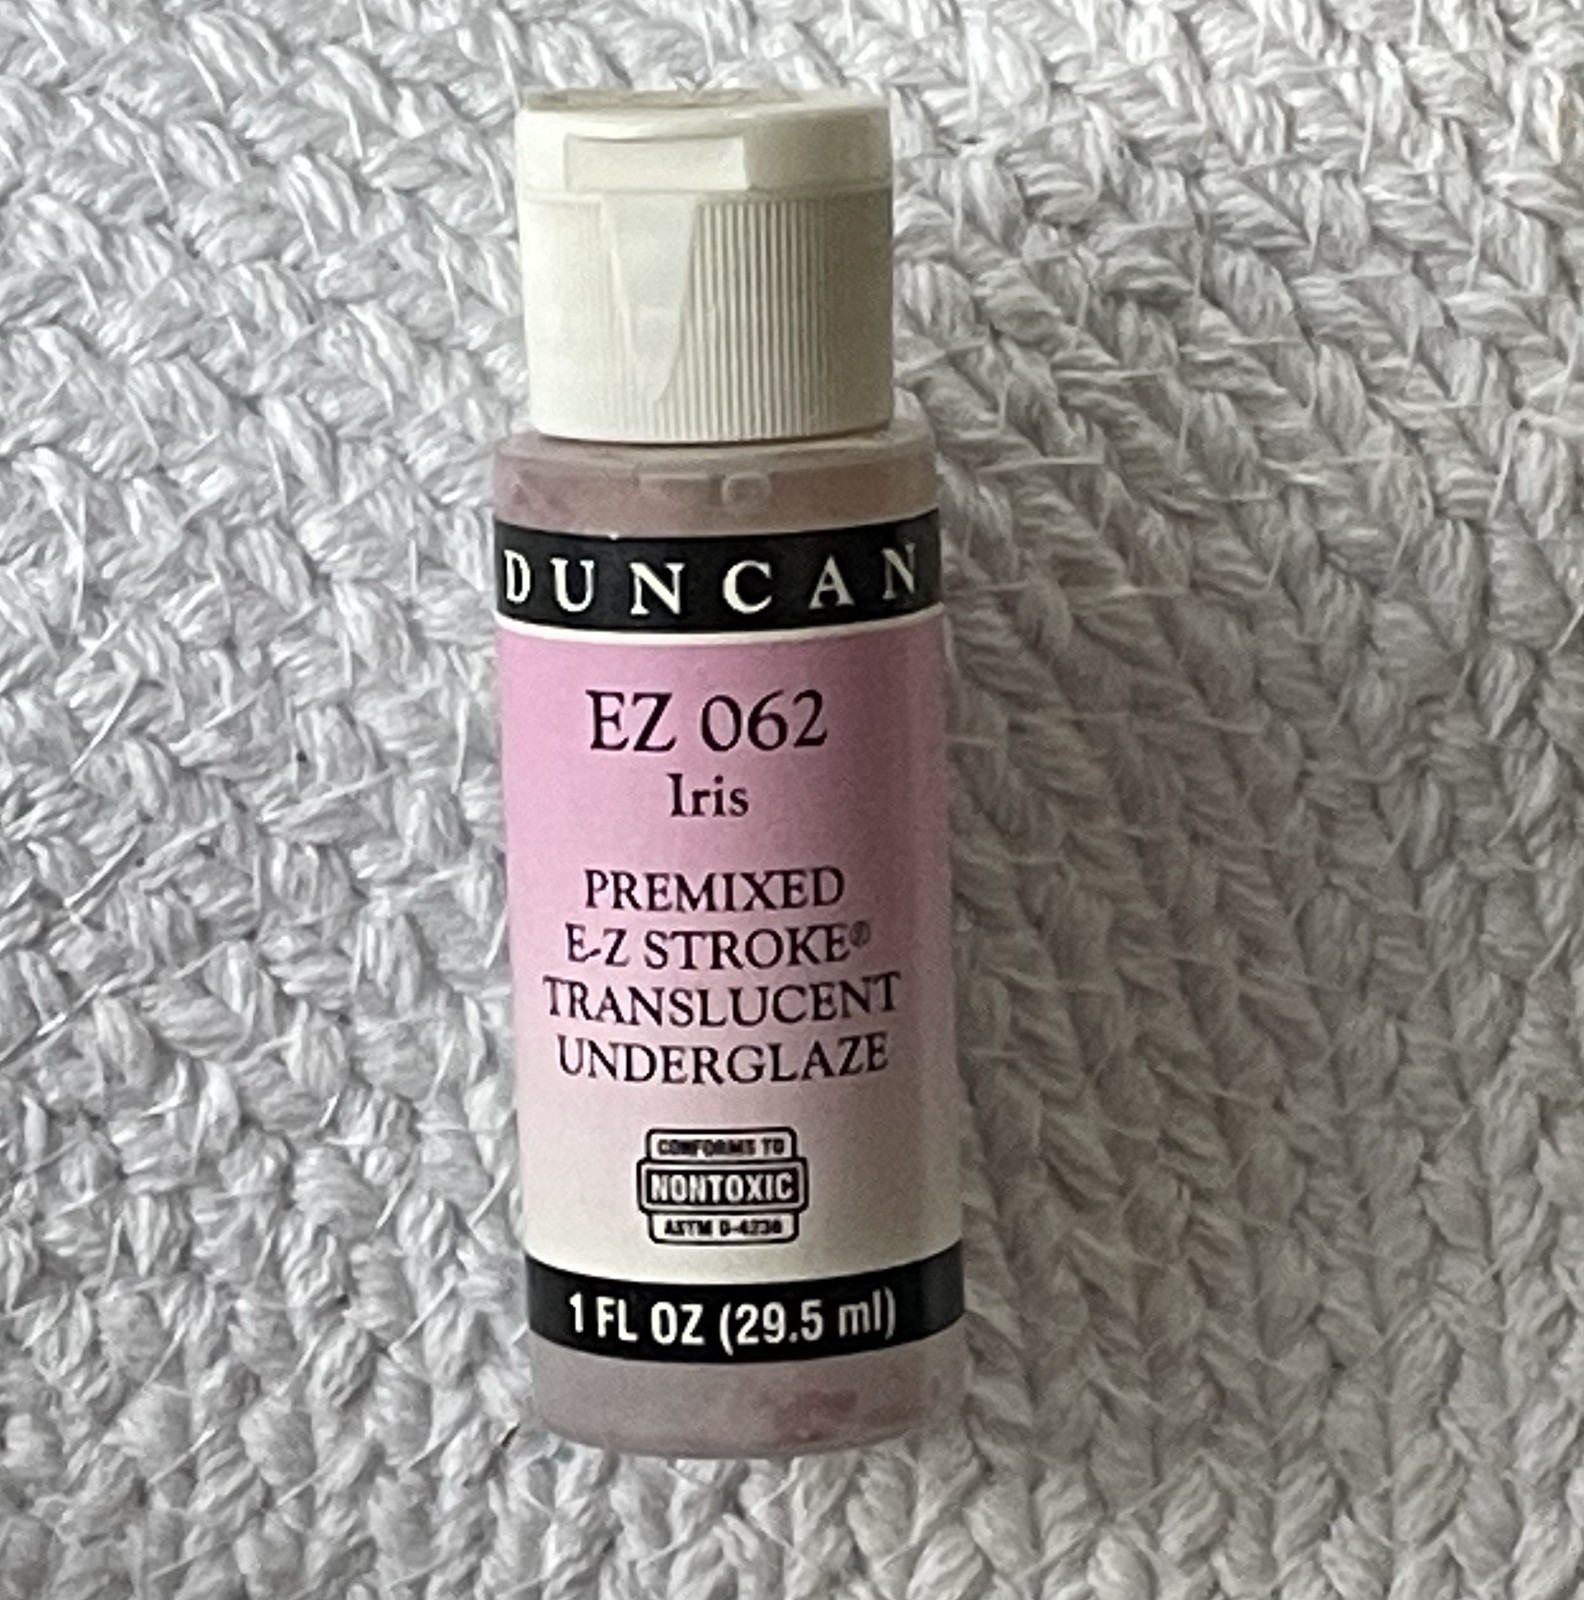 DUNCAN
EZ 062
Iris
PREMIXED
E-Z STROKE®
TRANSLUCENT
UNDERGLAZE
CONFORMS TO
NONTOXIC
ASTM D-4236
1 FL OZ (29.5 ml)